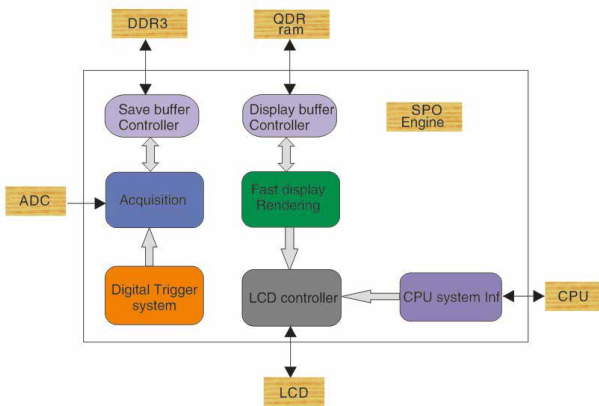 DDR3
QDR
ram
Save buffer
Controller
Display buffer
Controller
SPO
Engine
ADC
Acquisition
Fast display
Rendering
Digital Trigger
system
LCD controller
CPU system Inf
CPU
LCD